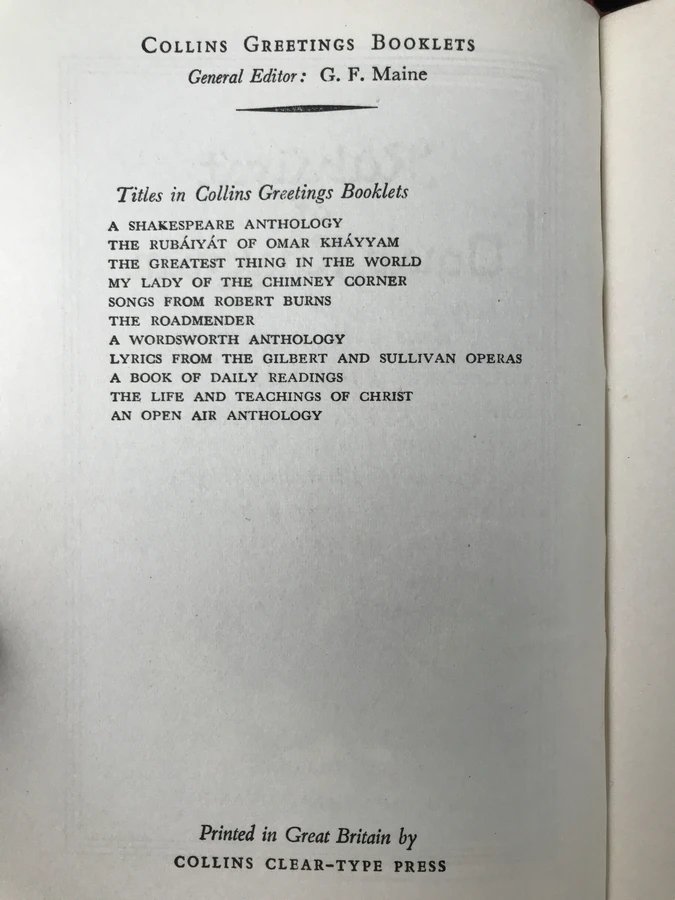 COLLINS GREETINGS BOOKLETS
General Editor: G. F. Maine
Titles in Collins Greetings Booklets
A SHAKESPEARE ANTHOLOGY
THE RUBÁIYÁT OF OMAR KHÁYYAM
THE GREATEST THING IN THE WORLD
MY LADY OF THE CHIMNEY CORNER
SONGS FROM ROBERT BURNS
THE ROADMENDER
A WORDSWORTH ANTHOLOGY
LYRICS FROM THE GILBERT AND SULLIVAN OPERAS
A BOOK OF DAILY READINGS
THE LIFE AND TEACHINGS OF CHRIST
AN OPEN AIR ANTHOLOGY
Printed in Great Britain by
COLLINS CLEAR-TYPE PRESS